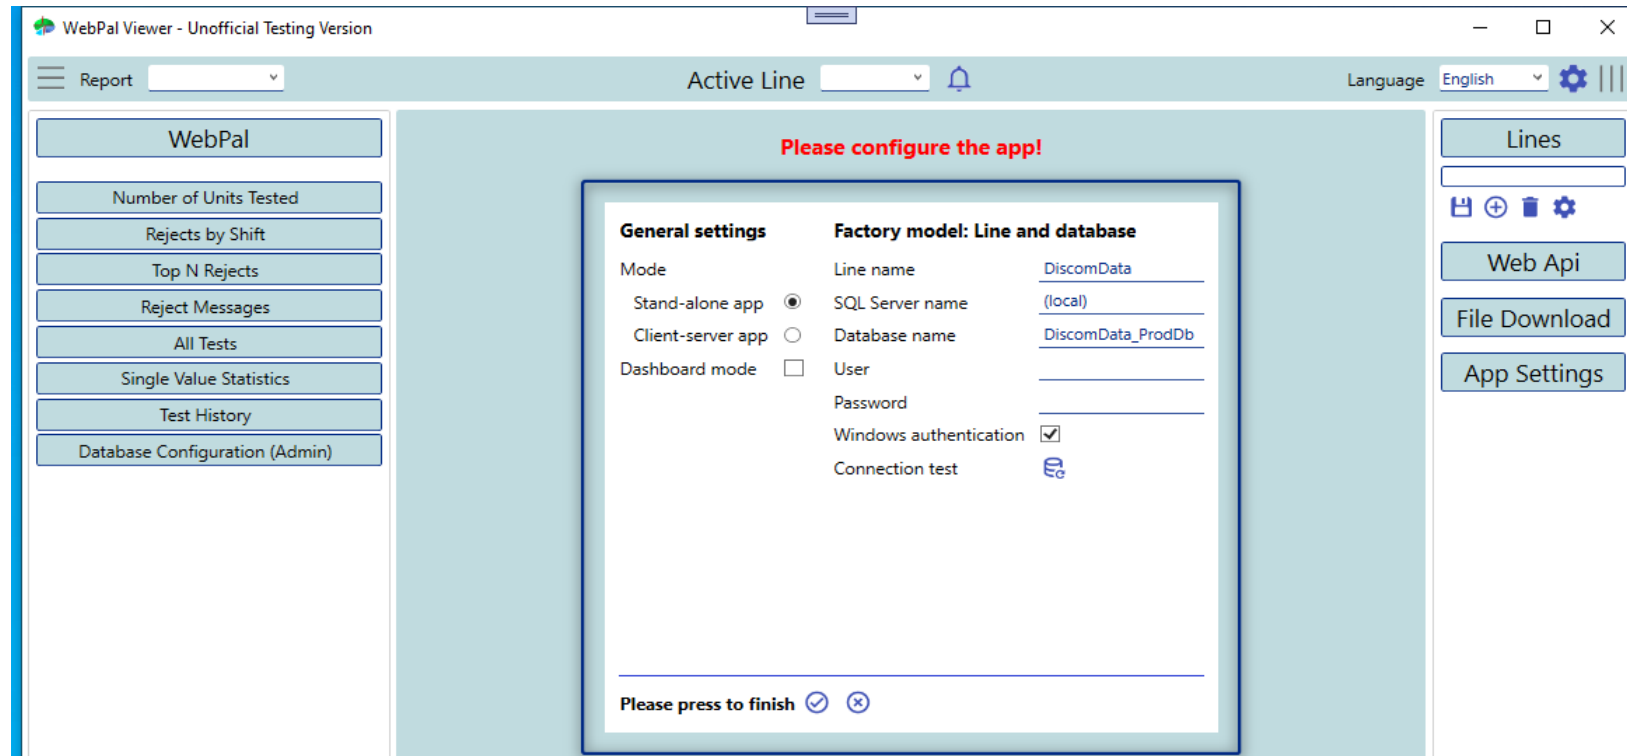 WebPal Viewer - Unofficial Testing Version
Report
Active Line
Language English
WebPal
Number of Units Tested
Rejects by Shift
Top N Rejects
Reject Messages
All Tests
Single Value Statistics
Test History
Database Configuration (Admin)
Please configure the app!
General settings
Mode
Stand-alone app
Client-server app
Dashboard mode
Factory model: Line and database
Line name DiscomData
SQL Server name (local)
Database name DiscomData_ProdDb
User
Password
Windows authentication
Connection test
Please press to finish
Lines
Web Api
File Download
App Settings